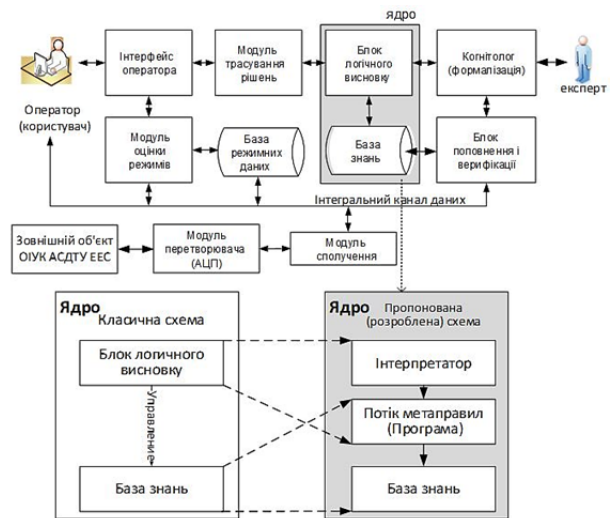 ядро
Інтерфейс
оператора
Модуль
трасування
рішень
Блок
логічного
висновку
Когнітолог
(формалізація)
експерт
Оператор
(користувач)
Модуль
оцінки
режимів
База
режимних
даних
База
знань
Блок
поповнення і
верифікації
Інтегральний канал даних
Зовнішній об'єкт
ОІУК АСДТУ ЕЕС
Модуль
перетворювача
(АЦП)
Модуль
сполучення
Ядро
Класична схема
Блок логичного
висновку
Управление
База знань
Ядро
Пропонована
(розроблена) схема
Інтерпретатор
Потік метаправил
(Програма)
База знань